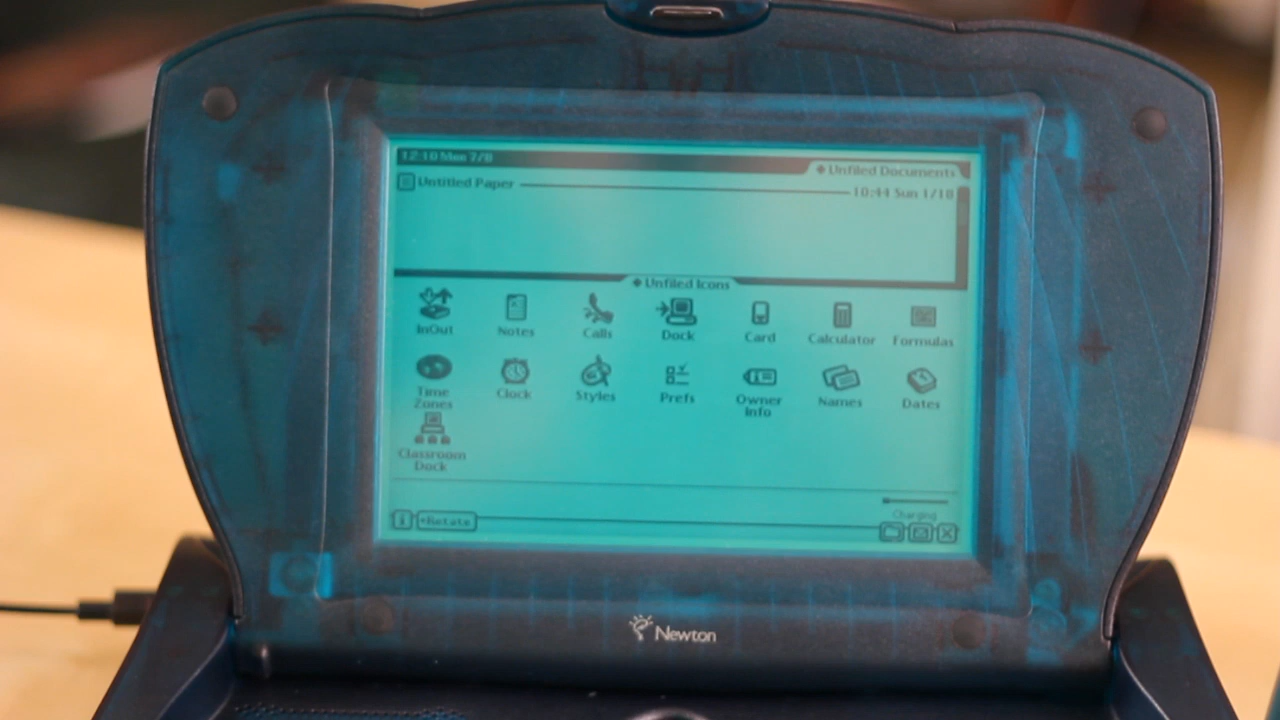 12:10 Mon 7/8
Unfiled Documents
Untitled Paper
10:44 Sun 1/18
Unfiled Icons
InOut Notes Calls Dock Card Calculator Formulas
Time Zones Clock Styles Prefs Owner Info Names Dates
Classroom Dock
Charging
i Rotate
Newton